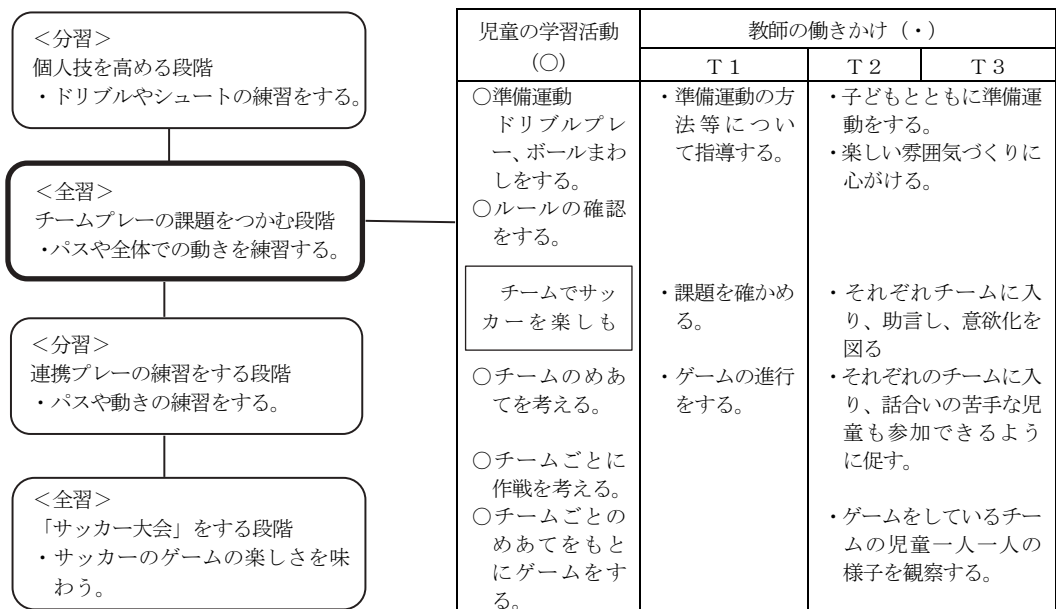 ＜分習＞
個人技を高める段階
・ドリブルやシュートの練習をする。
＜全習＞
チームプレーの課題をつかむ段階
・パスや全体での動きを練習する。
＜分習＞
連携プレーの練習をする段階
・パスや動きの練習をする。
＜全習＞
「サッカー大会」をする段階
・サッカーのゲームの楽しさを味
わう。
児童の学習活動
（○）
教師の働きかけ（・）
Ｔ１
Ｔ２
Ｔ３
○準備運動
ドリブルプレ
ー、ボールまわ
しをする。
○ルールの確認
をする。
チームでサッ
カーを楽しも
○チームのめあ
てを考える。
○チームごとに
作戦を考える。
○チームごとの
めあてをもと
にゲームをす
る。
・準備運動の方
法等につい
て指導する。
・課題を確かめ
る。
・ゲームの進行
をする。
・子どもとともに準備運
動をする。
・楽しい雰囲気づくりに
心がける。
・それぞれチームに入
り、助言し、意欲化を
図る
・それぞれのチームに入
り、話合いの苦手な児
童も参加できるよう
に促す。
・ゲームをしているチー
ムの児童一人一人の
様子を観察する。